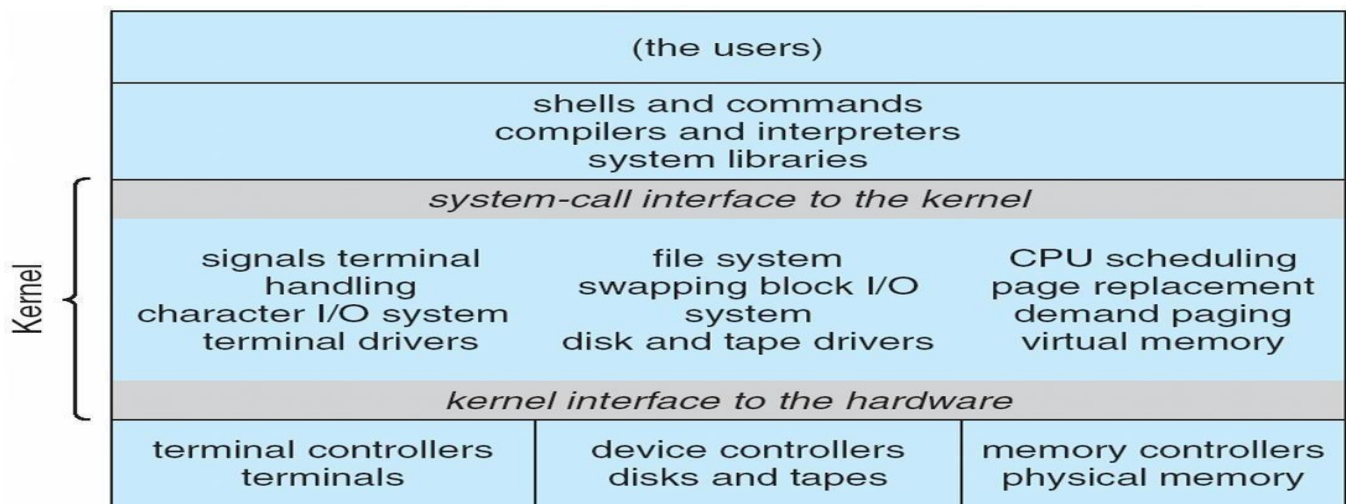 (the users)
shells and commands
compilers and interpreters
system libraries
Kernel
system-call interface to the kernel
signals terminal
handling
character I/O system
terminal drivers
file system
swapping block I/O
system
disk and tape drivers
CPU scheduling
page replacement
demand paging
virtual memory
kernel interface to the hardware
terminal controllers
terminals
device controllers
disks and tapes
memory controllers
physical memory